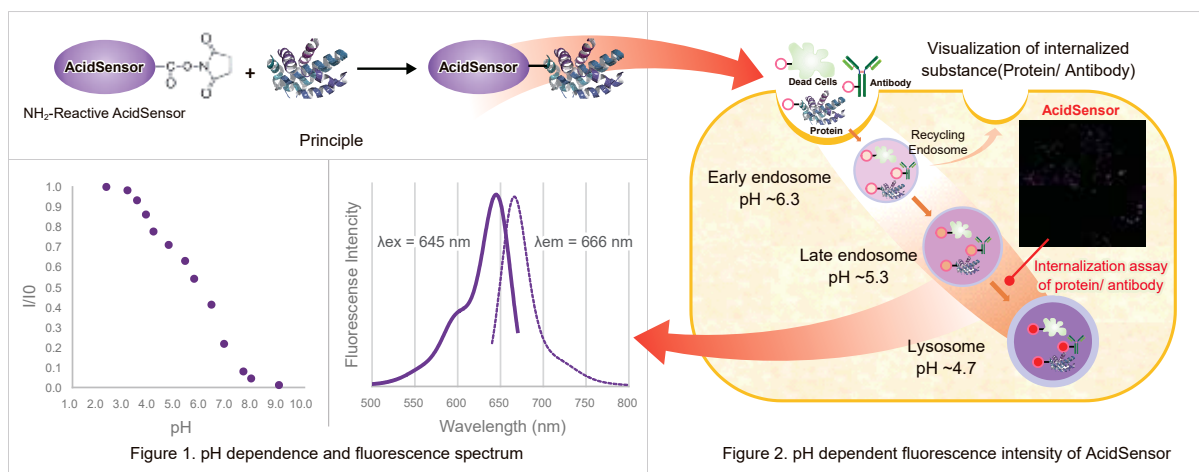 AcidSensor
C
O
O
N
O
O
+
AcidSensor
NH₂-Reactive AcidSensor
Principle
1.0
0.9
0.8
0.7
0.6
0.5
0.4
0.3
0.2
0.1
0.0
I/I0
1.0 2.0 3.0 4.0 5.0 6.0 7.0 8.0 9.0 10.0
pH
Fluorescense Intencity
λex = 645 nm
λem = 666 nm
500 550 600 650 700 750 800
Wavelength (nm)
Figure 1. pH dependence and fluorescence spectrum
Visualization of internalized
substance(Protein/ Antibody)
Dead Cells
Antibody
Protein
Recycling
Endosome
AcidSensor
Early endosome
pH ~6.3
Late endosome
pH ~5.3
Internalization assay
of protein/ antibody
Lysosome
pH ~4.7
Figure 2. pH dependent fluorescence intensity of AcidSensor